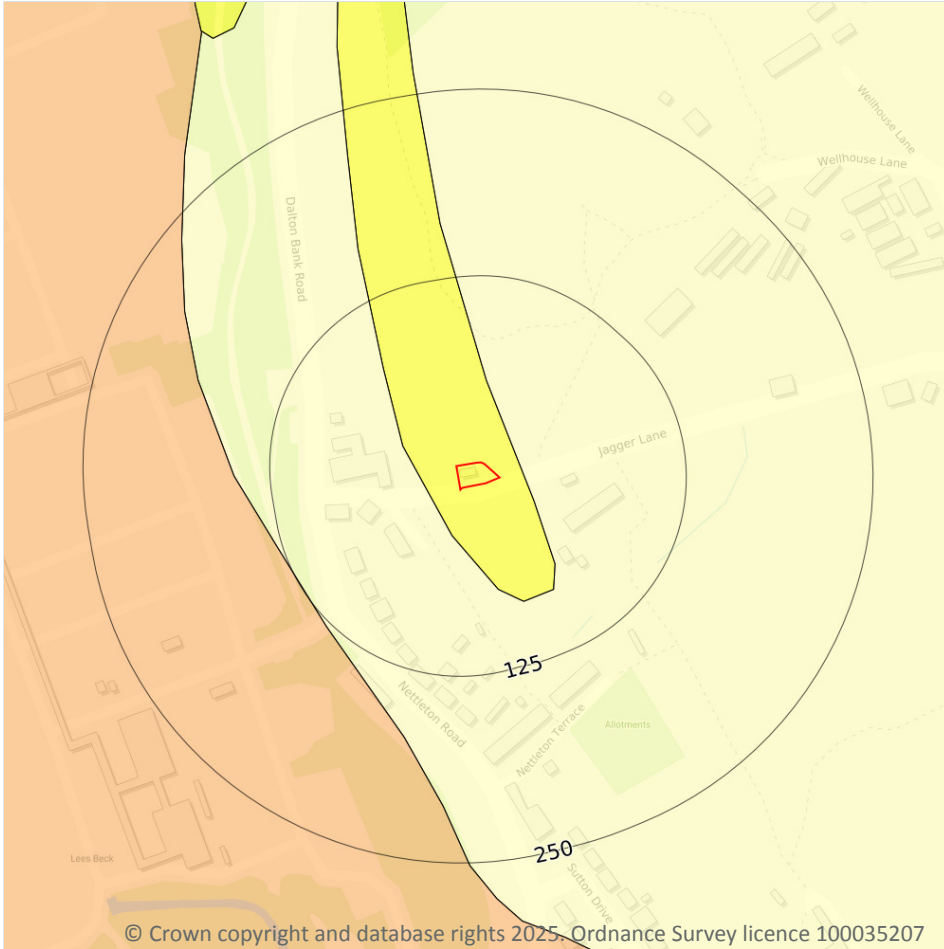 Wellhouse Lane
Wellhouse Lane
Dalton Bank Road
Jagger Lane
125
Nettleton Road
Nettleton Terrace
Allotments
250
Lees Beck
Sutton Drive
© Crown copyright and database rights 2025. Ordnance Survey licence 100035207